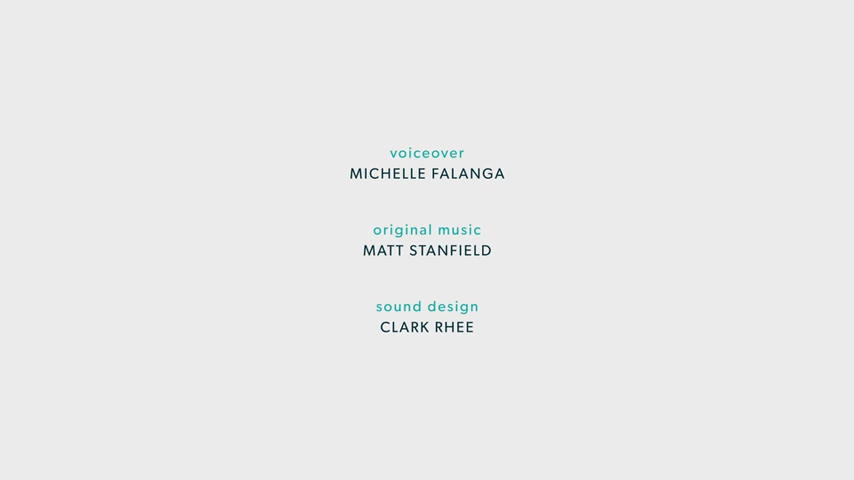 voiceover
MICHELLE FALANGA
original music
MATT STANFIELD
sound design
CLARK RHEE